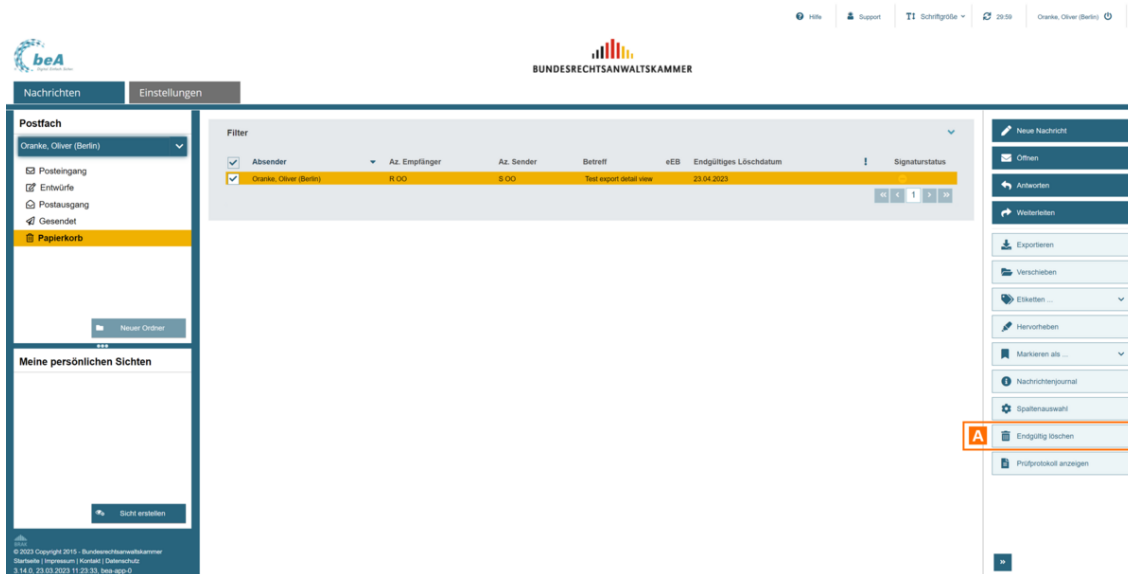 Hilfe Support Schriftgröße 29:59 Oranke, Oliver (Berlin)
beA
BUNDESRECHTSANWALTSKAMMER
Nachrichten Einstellungen
Postfach
Oranke, Oliver (Berlin)
Posteingang
Entwürfe
Postausgang
Gesendet
Papierkorb
Neuer Ordner
Meine persönlichen Sichten
Sicht erstellen
BRAK
© 2023 Copyright 2015 - Bundesrechtsanwaltskammer
Startseite | Impressum | Kontakt | Datenschutz
3.14.0, 23.03.2023 11:23:33, bea-app-0
Filter
Absender Az. Empfänger Az. Sender Betreff eEB Endgültiges Löschdatum ! Signaturstatus
Oranke, Oliver (Berlin) R OO S OO Test export detail view 23.04.2023
« < 1 > »
Neue Nachricht
Öffnen
Antworten
Weiterleiten
Exportieren
Verschieben
Etiketten ...
Hervorheben
Markieren als ...
Nachrichtenjournal
Spaltenauswahl
A Endgültig löschen
Prüfprotokoll anzeigen
»